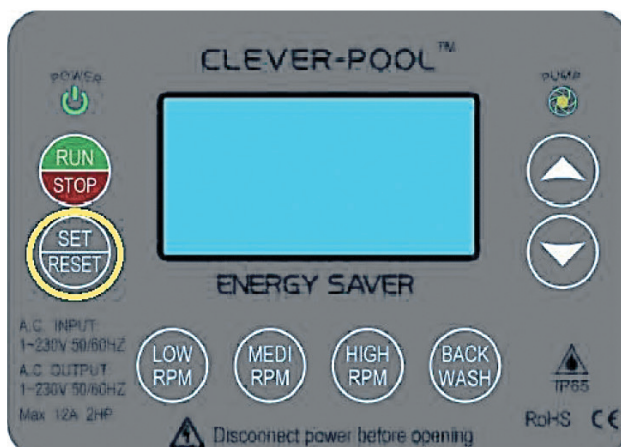 CLEVER-POOL™
POWER
PUMP
RUN
STOP
SET
RESET
ENERGY SAVER
A.C. INPUT:
1~230V 50/60HZ
A.C. OUTPUT:
1~230V 50/60HZ
Max 12A 2HP
LOW
RPM
MEDI
RPM
HIGH
RPM
BACK
WASH
IP65
RoHS CE
Disconnect power before opening